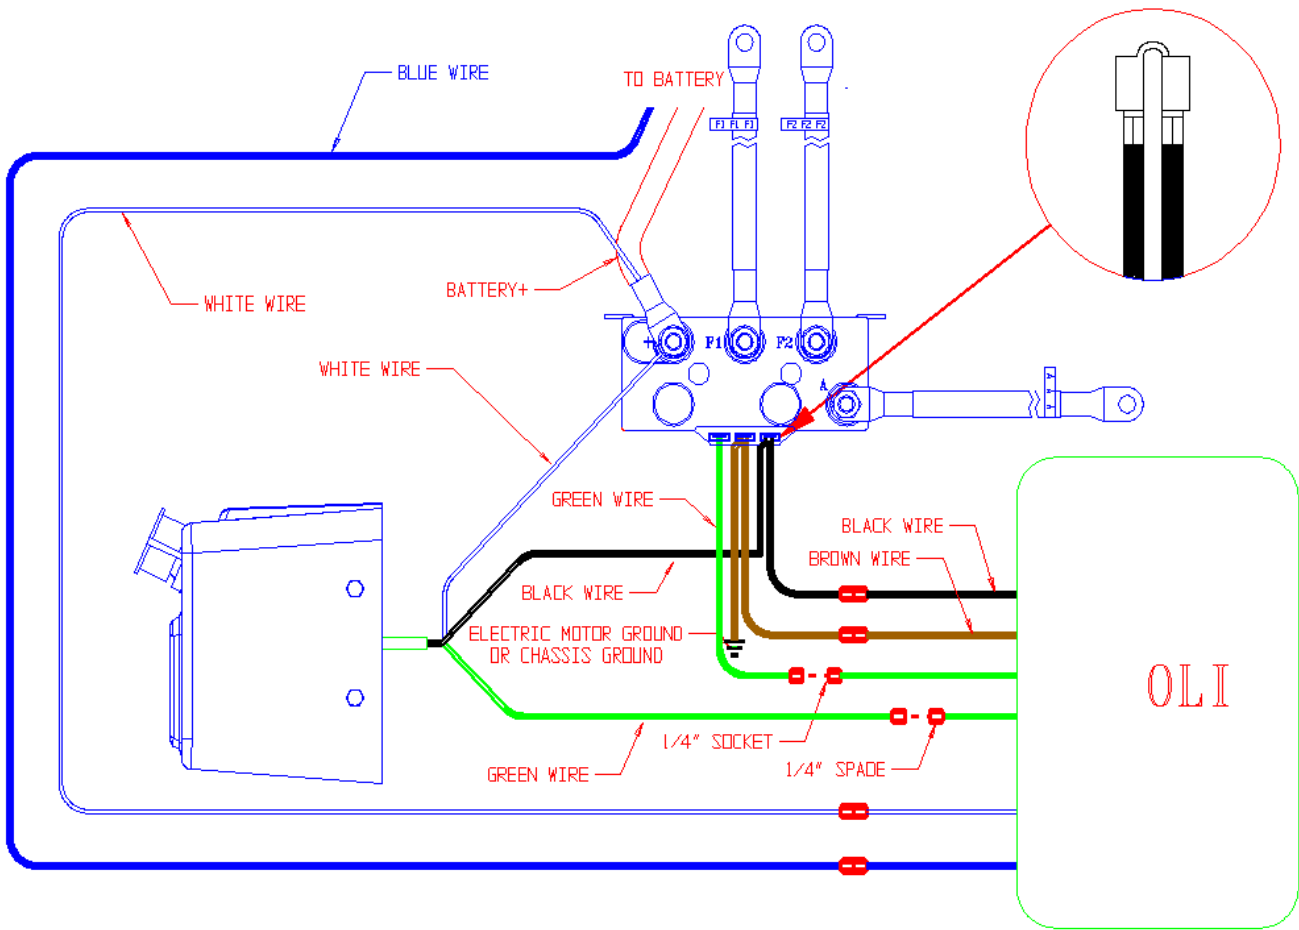 BLUE WIRE
TO BATTERY
F1 F1 F1
F2 F2 F2
BATTERY+
WHITE WIRE
+
F1
F2
WHITE WIRE
A
A A A
GREEN WIRE
BLACK WIRE
BROWN WIRE
BLACK WIRE
ELECTRIC MOTOR GROUND
OR CHASSIS GROUND
OLI
1/4" SOCKET
1/4" SPADE
GREEN WIRE